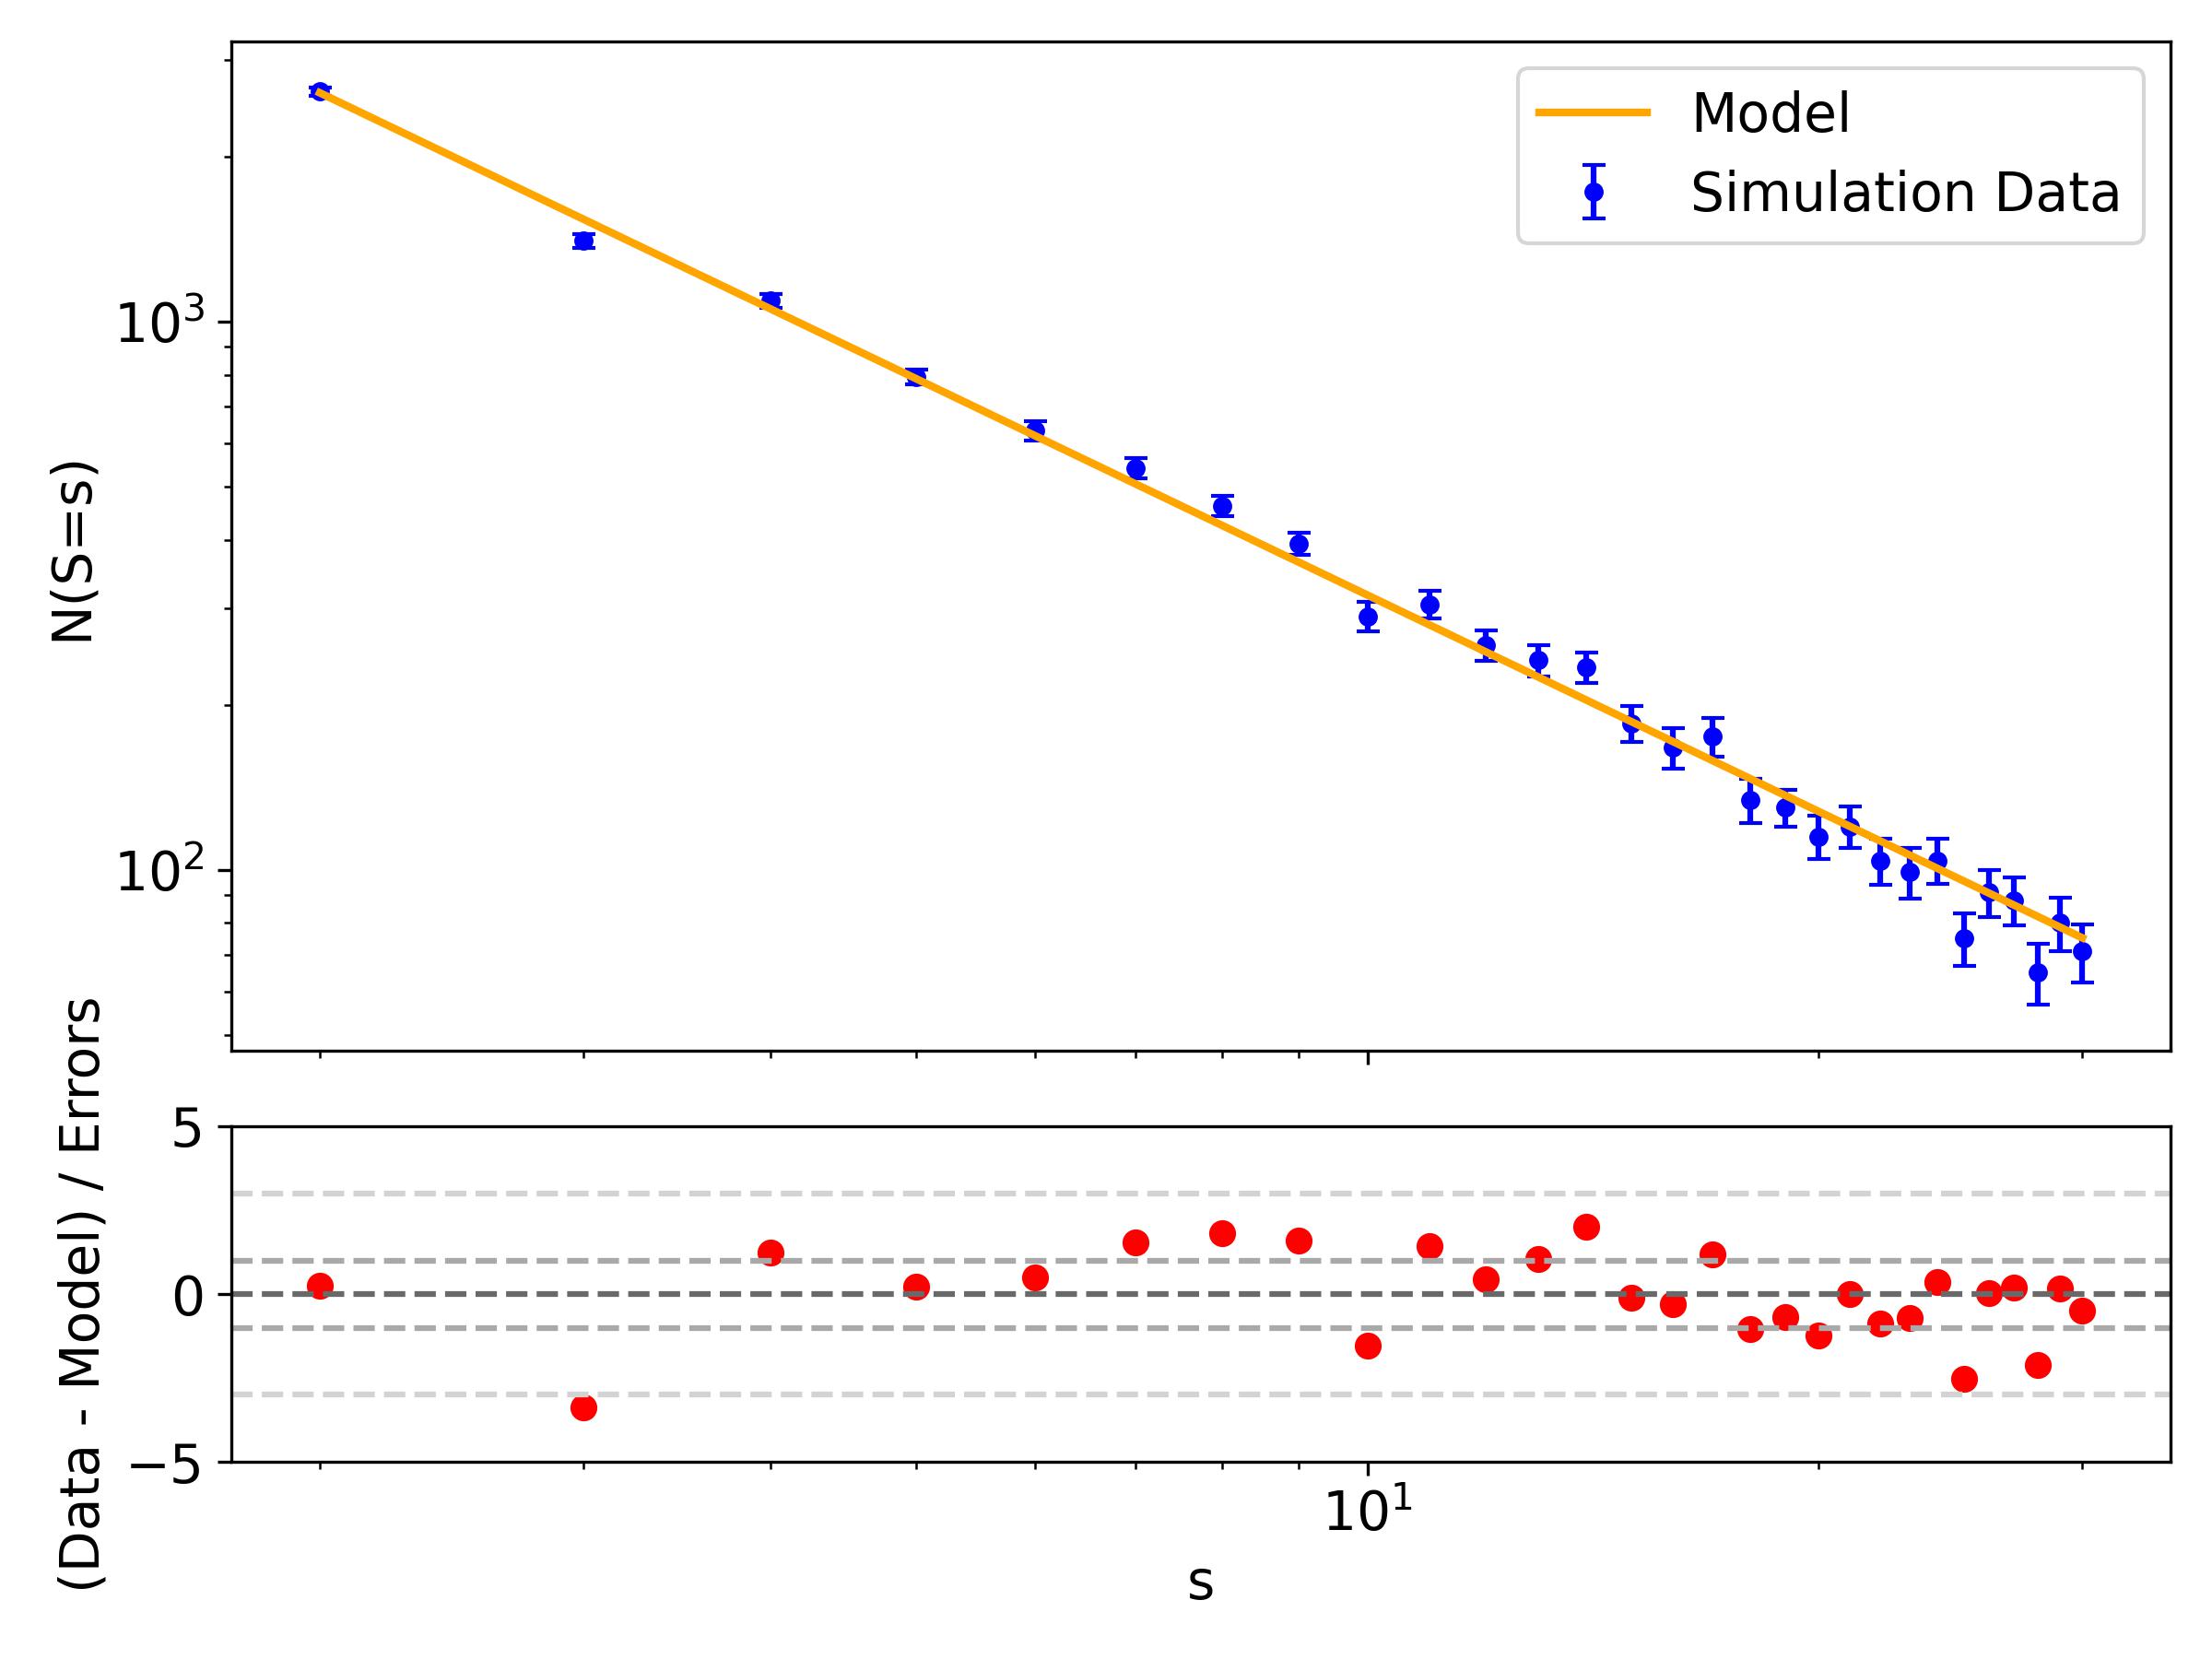 Model
Simulation Data
10³
10²
N(S=s)
5
0
−5
(Data - Model) / Errors
10¹
s